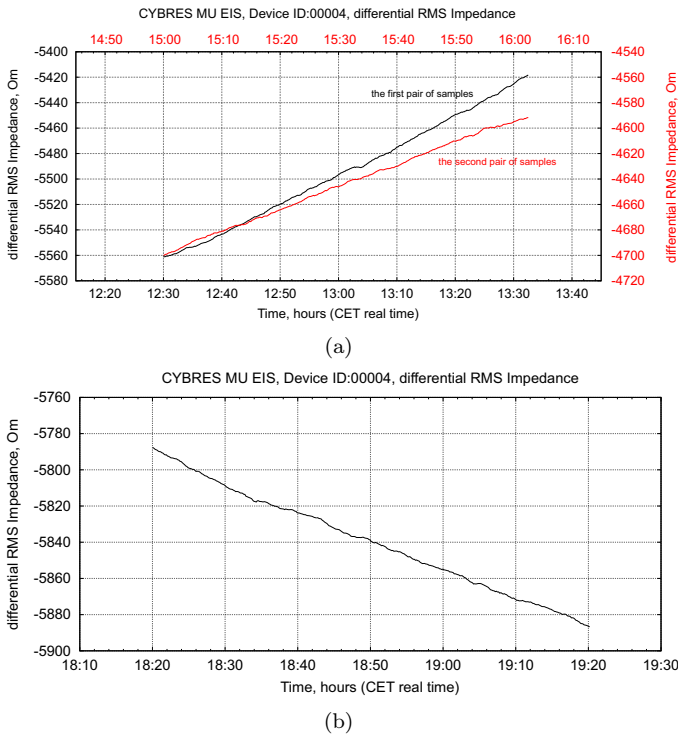 CYBRES MU EIS, Device ID:00004, differential RMS Impedance
14:50 15:00 15:10 15:20 15:30 15:40 15:50 16:00 16:10
-5400 -4540
-5420 -4560
-5440 -4580
-5460 -4600
-5480 -4620
-5500 -4640
-5520 -4660
-5540 -4680
-5560 -4700
-5580 -4720
differential RMS Impedance, Om
differential RMS Impedance, Om
the first pair of samples
the second pair of samples
12:20 12:30 12:40 12:50 13:00 13:10 13:20 13:30 13:40
Time, hours (CET real time)
(a)
CYBRES MU EIS, Device ID:00004, differential RMS Impedance
-5760
-5780
-5800
-5820
-5840
-5860
-5880
-5900
differential RMS Impedance, Om
18:10 18:20 18:30 18:40 18:50 19:00 19:10 19:20 19:30
Time, hours (CET real time)
(b)